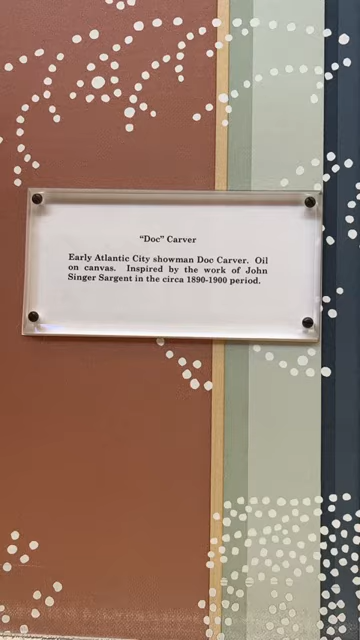 “Doc” Carver
Early Atlantic City showman Doc Carver. Oil
on canvas. Inspired by the work of John
Singer Sargent in the circa 1890-1900 period.